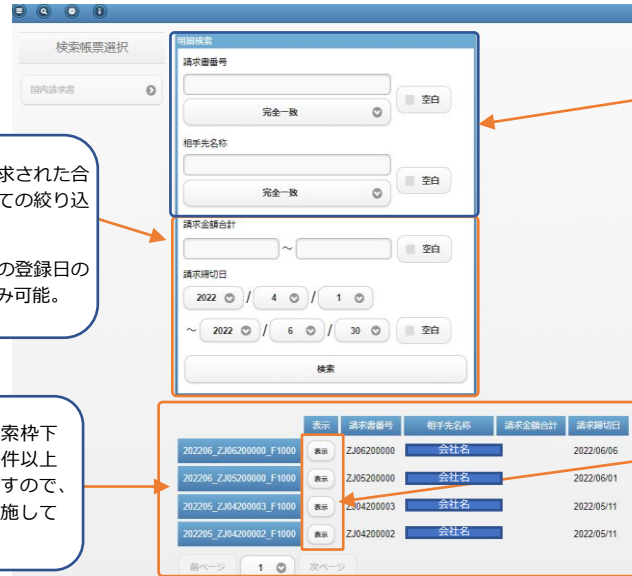 検索帳票選択
国内請求書
明細検索
請求書番号
完全一致
空白
相手先名称
完全一致
空白
請求金額合計
～
空白
請求締切日
2022 / 4 / 1
～ 2022 / 6 / 30
空白
検索
求された合
ての絞り込
の登録日の
み可能。
索枠下
件以上
すので、
施して
表示 請求書番号 相手先名称 請求金額合計 請求締切日
202206_ZJ06200000_F1000 表示 ZJ06200000 会社名 2022/06/06
202206_ZJ05200000_F1000 表示 ZJ05200000 会社名 2022/06/01
202205_ZJ04200003_F1000 表示 ZJ04200003 会社名 2022/05/11
202205_ZJ04200002_F1000 表示 ZJ04200002 会社名 2022/05/11
前ページ 1 次ページ